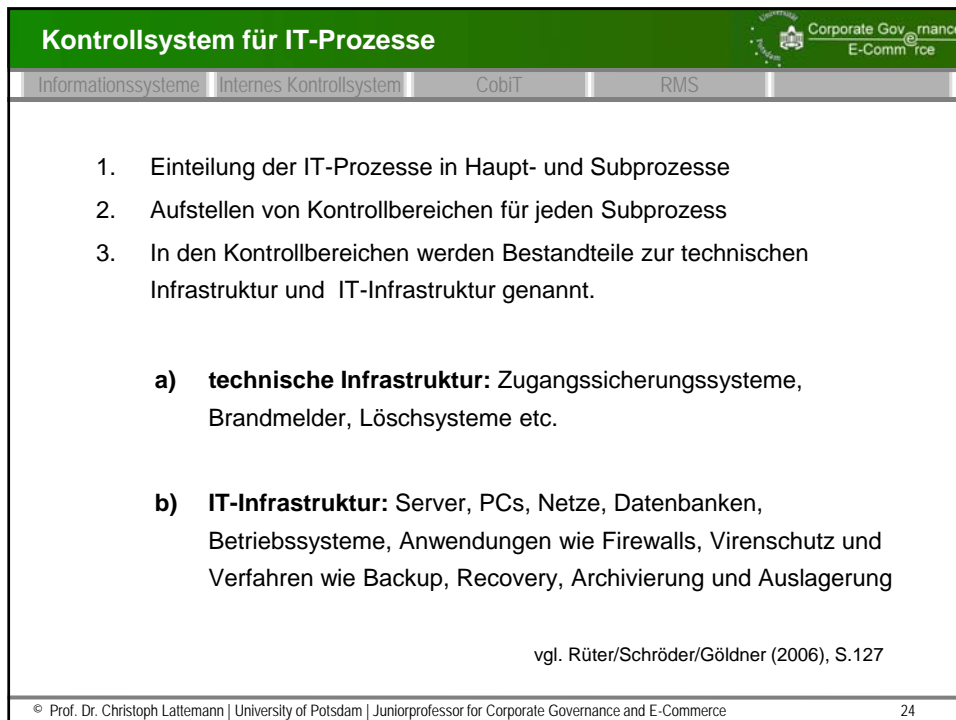 Kontrollsystem für IT-Prozesse
Universität Potsdam
Corporate Governance
E-Commerce
Informationssysteme Internes Kontrollsystem CobiT RMS
1. Einteilung der IT-Prozesse in Haupt- und Subprozesse
2. Aufstellen von Kontrollbereichen für jeden Subprozess
3. In den Kontrollbereichen werden Bestandteile zur technischen
Infrastruktur und IT-Infrastruktur genannt.
a) technische Infrastruktur: Zugangssicherungssysteme,
Brandmelder, Löschsysteme etc.
b) IT-Infrastruktur: Server, PCs, Netze, Datenbanken,
Betriebssysteme, Anwendungen wie Firewalls, Virenschutz und
Verfahren wie Backup, Recovery, Archivierung und Auslagerung
vgl. Rüter/Schröder/Göldner (2006), S.127
© Prof. Dr. Christoph Lattemann | University of Potsdam | Juniorprofessor for Corporate Governance and E-Commerce 24